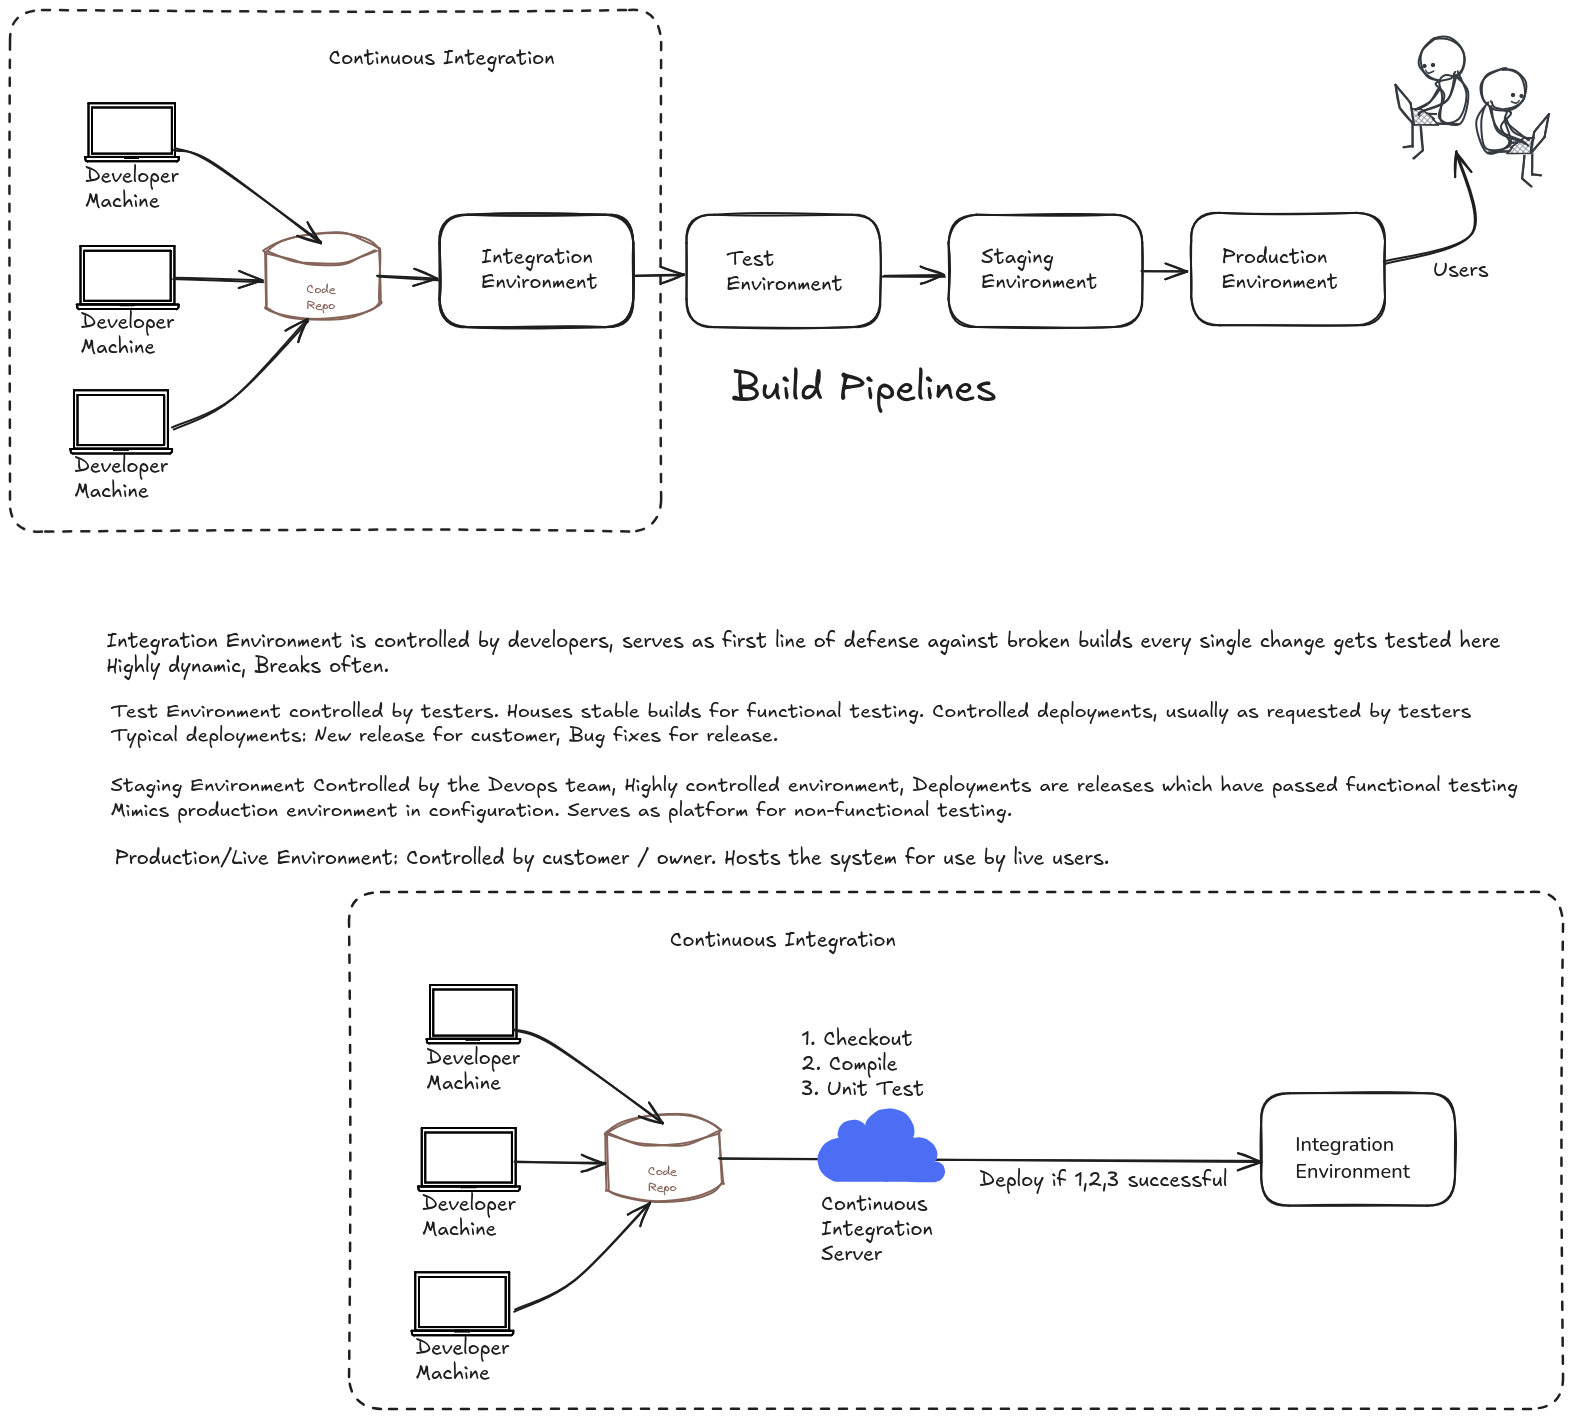 Continuous Integration
Developer
Machine
Developer
Machine
Developer
Machine
Code
Repo
Integration
Environment
Test
Environment
Staging
Environment
Production
Environment
Users
Build Pipelines
Integration Environment is controlled by developers, serves as first line of defense against broken builds every single change gets tested here
Highly dynamic, Breaks often.
Test Environment controlled by testers. Houses stable builds for functional testing. Controlled deployments, usually as requested by testers
Typical deployments: New release for customer, Bug fixes for release.
Staging Environment Controlled by the Devops team, Highly controlled environment, Deployments are releases which have passed functional testing
Mimics production environment in configuration. Serves as platform for non-functional testing.
Production/Live Environment: Controlled by customer / owner. Hosts the system for use by live users.
Continuous Integration
Developer
Machine
Developer
Machine
Developer
Machine
Code
Repo
1. Checkout
2. Compile
3. Unit Test
Continuous
Integration
Server
Deploy if 1,2,3 successful
Integration
Environment